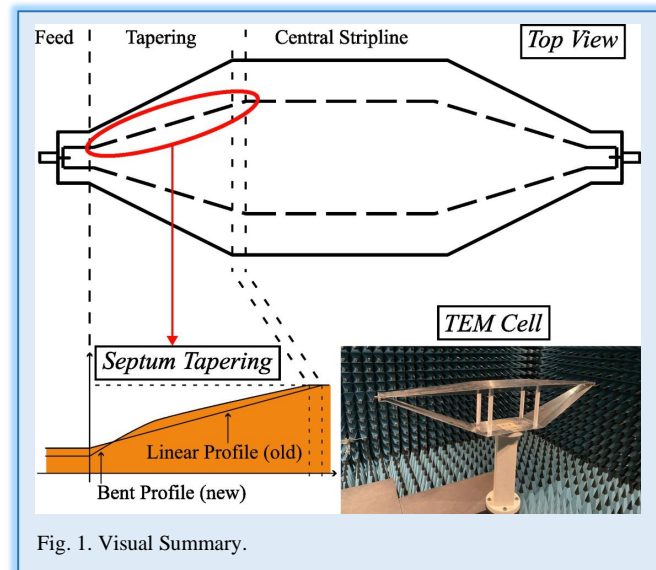 Feed Tapering Central Stripline Top View
TEM Cell
Septum Tapering
Linear Profile (old)
Bent Profile (new)
Fig. 1. Visual Summary.